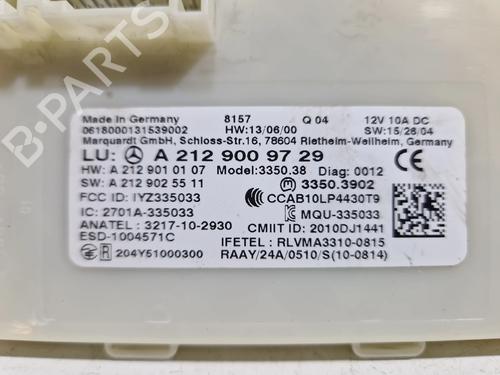 Made in Germany 8157 Q 04 12V 10A DC
0618000131539002 HW:13/06/00 SW:15/26/04
Marquardt GmbH, Schloss-Str.16, 78604 Rietheim-Weilheim, Germany
LU: A 212 900 97 29 CE
HW: A 212 901 01 07 Model:3350.38 Diag: 0012
SW: A 212 902 55 11 3350.3902
FCC ID: IYZ335033 CCAB10LP4430T9
IC: 2701A-335033 MQU-335033
ANATEL : 3217-10-2930 CMIIT ID: 2010DJ1441
ESD-1004571C IFETEL : RLVMA3310-0815
R 204Y51000300 RAAY/24A/0510/S(10-0814)
B-PARTS